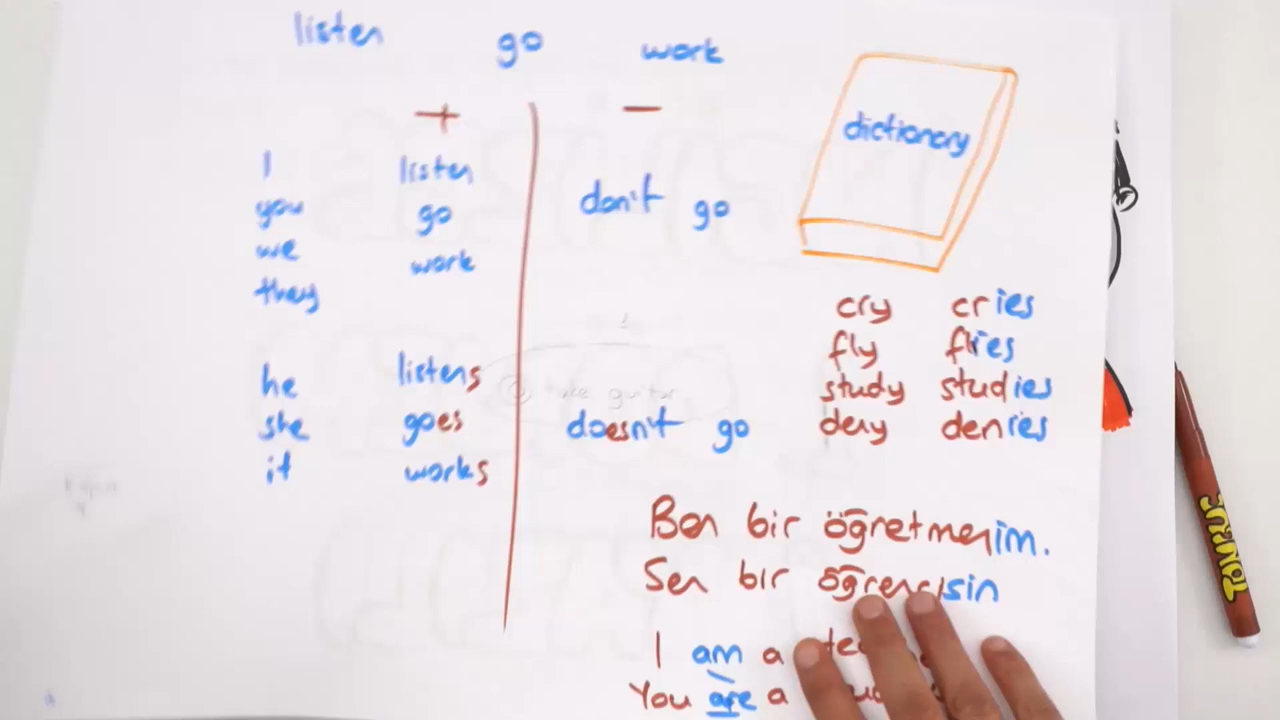 listen go work
+ −
dictionary
I listen
you go don't go
we work
they
cry cries
fly flies
study studies
deny denies
he listens
she goes doesn't go
it works
Ben bir öğretmenim.
Sen bir öğrencisin
I am a
You are a
TONGUÇ